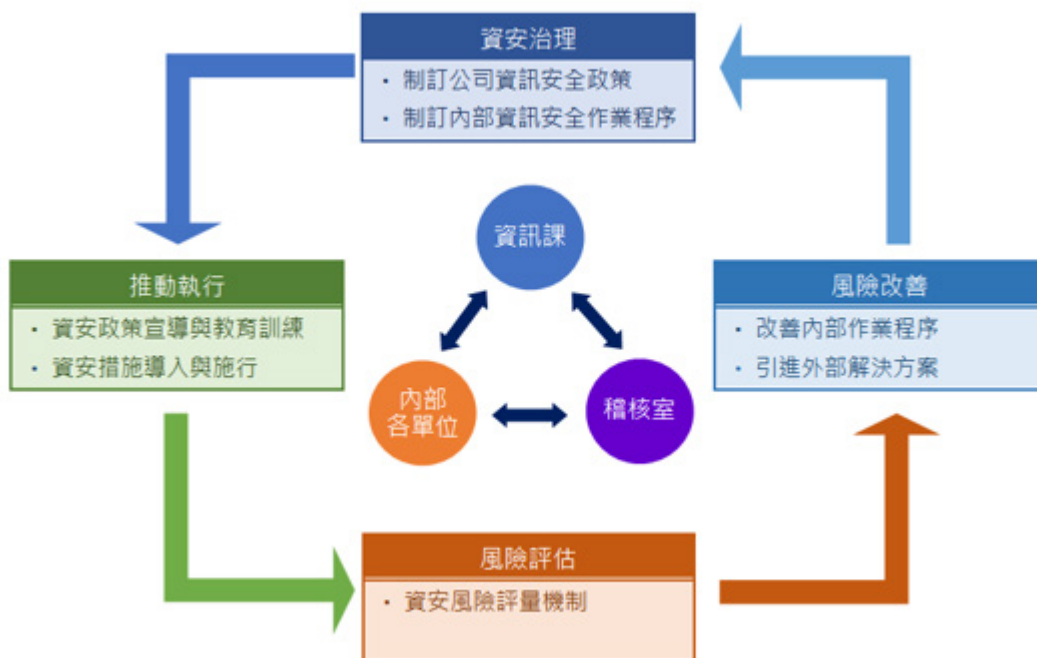 資安治理
• 制訂公司資訊安全政策
• 制訂內部資訊安全作業程序
資訊課
推動執行
• 資安政策宣導與教育訓練
• 資安措施導入與施行
風險改善
• 改善內部作業程序
• 引進外部解決方案
內部
各單位
稽核室
風險評估
• 資安風險評量機制